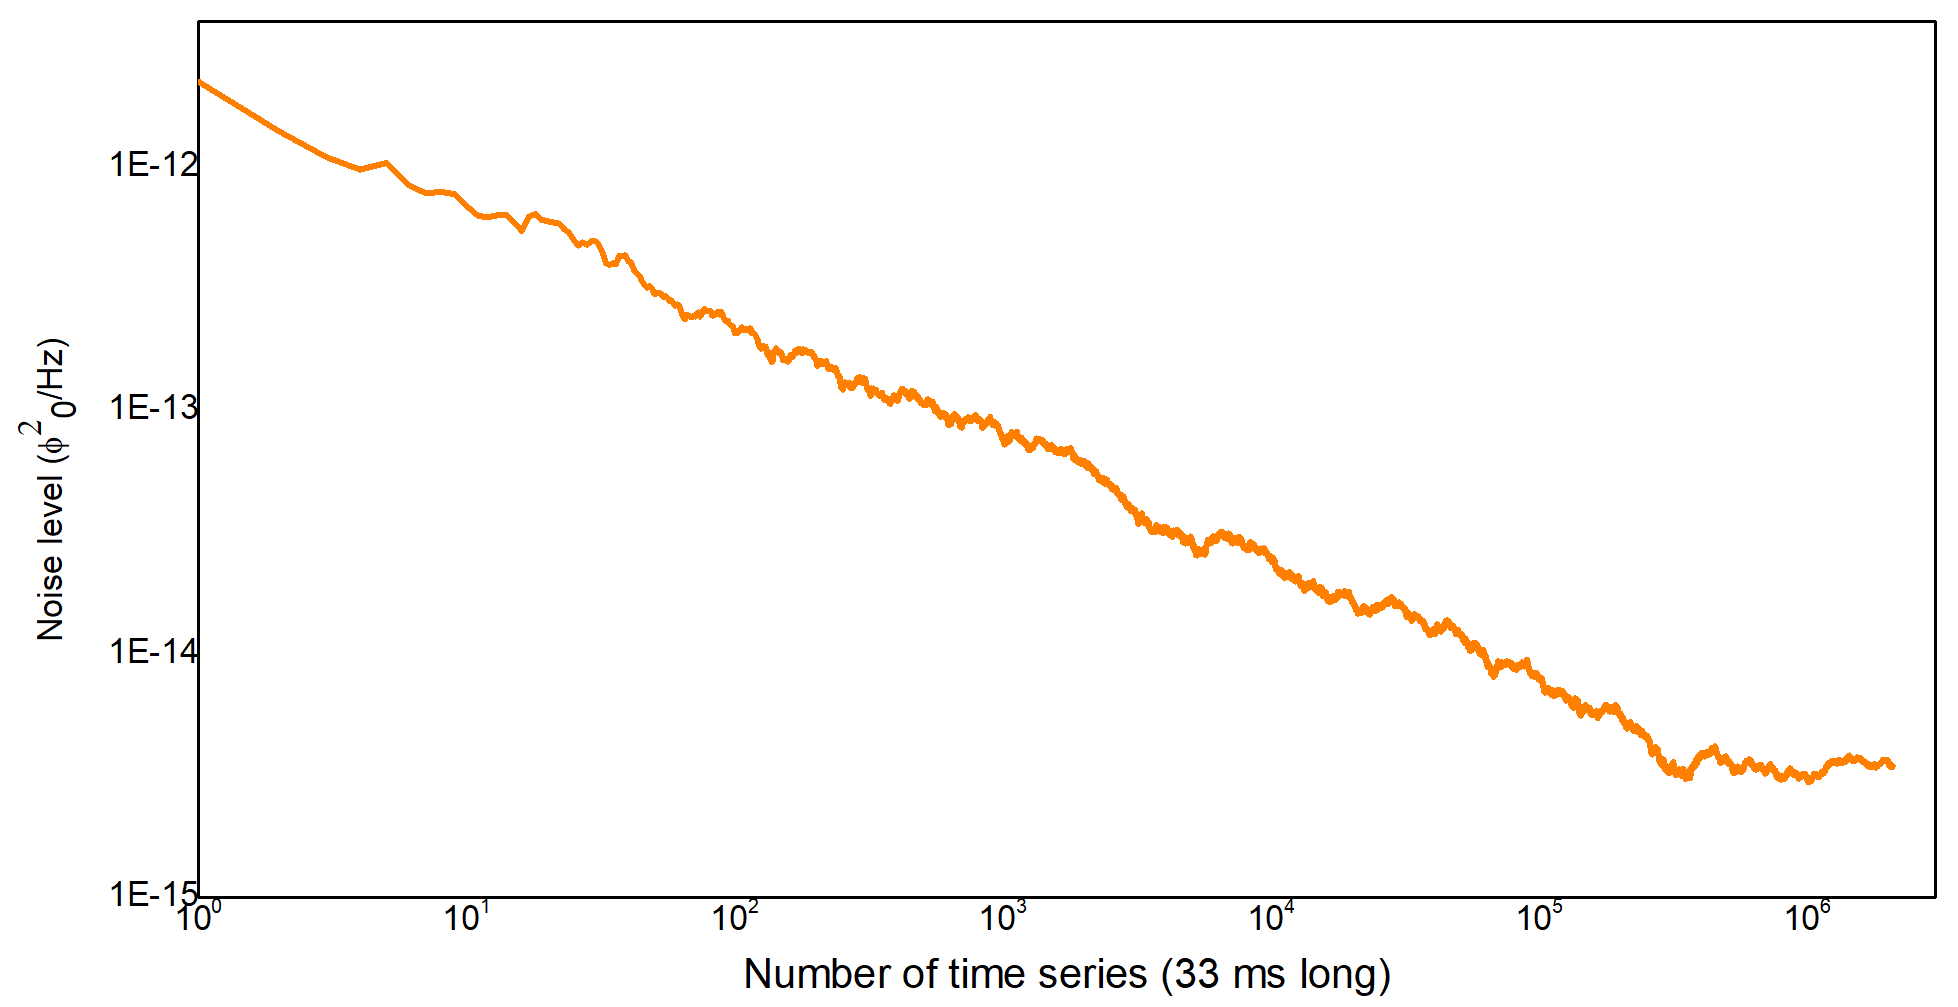 Noise level (ϕ²0/Hz)
1E-12
1E-13
1E-14
1E-15
10⁰ 10¹ 10² 10³ 10⁴ 10⁵ 10⁶
Number of time series (33 ms long)